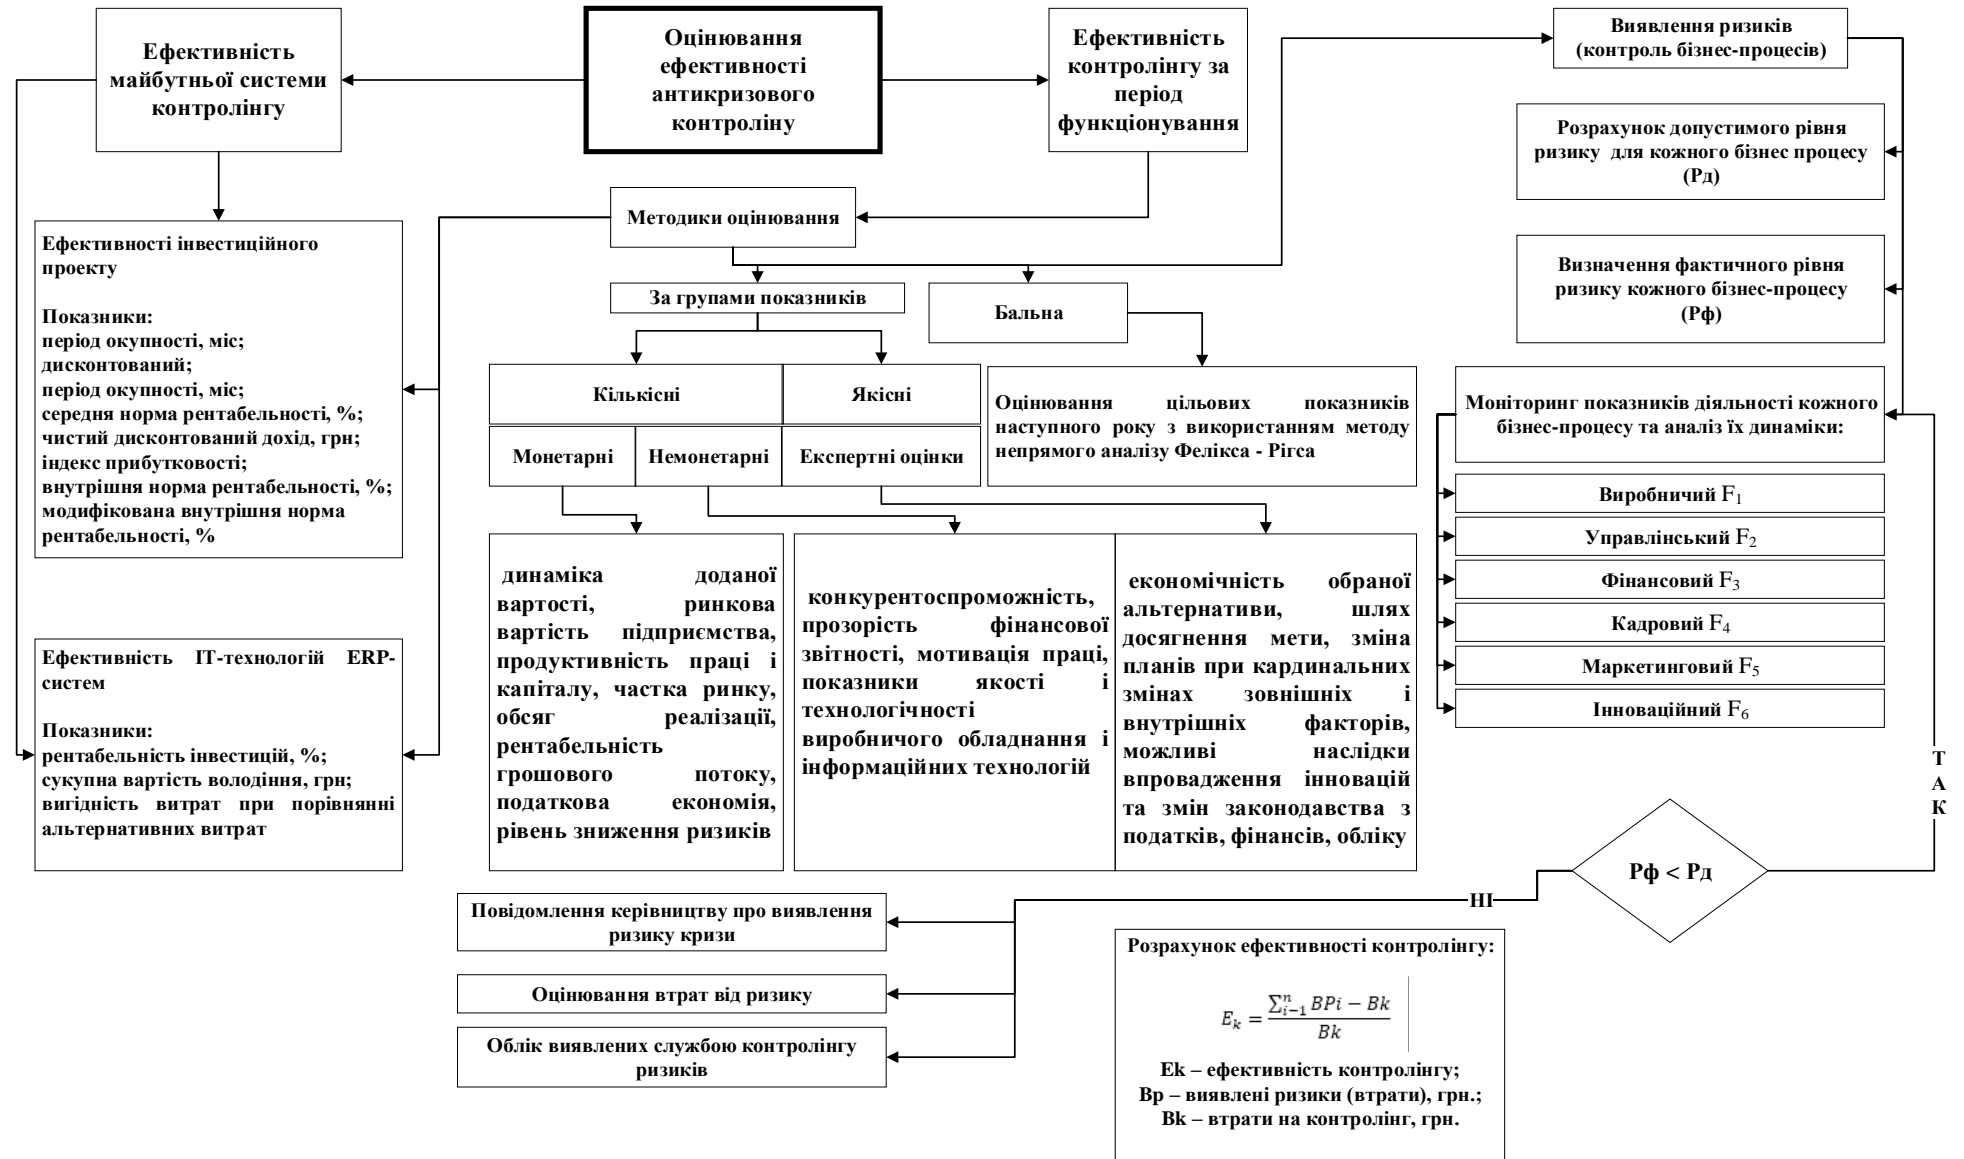 Ефективність
майбутньої системи
контролінгу
Оцінювання
ефективності
антикризового
контроліну
Ефективність
контролінгу за
період
функціонування
Виявлення ризиків
(контроль бізнес-процесів)
Розрахунок допустимого рівня
ризику для кожного бізнес процесу
(Рд)
Визначення фактичного рівня
ризику кожного бізнес-процесу
(Рф)
Методики оцінювання
За групами показників
Бальна
Ефективності інвестиційного
проекту
Показники:
період окупності, міс;
дисконтований;
період окупності, міс;
середня норма рентабельності, %;
чистий дисконтований дохід, грн;
індекс прибутковості;
внутрішня норма рентабельності, %;
модифікована внутрішня норма
рентабельності, %
Кількісні
Якісні
Монетарні
Немонетарні
Експертні оцінки
Оцінювання цільових показників
наступного року з використанням методу
непрямого аналізу Фелікса - Рігса
Моніторинг показників діяльності кожного
бізнес-процесу та аналіз їх динаміки:
Виробничий F1
Управлінський F2
Фінансовий F3
Кадровий F4
Маркетинговий F5
Інноваційний F6
Ефективність ІТ-технологій ERP-
систем
Показники:
рентабельність інвестицій, %;
сукупна вартість володіння, грн;
вигідність витрат при порівнянні
альтернативних витрат
динаміка доданої
вартості, ринкова
вартість підприємства,
продуктивність праці і
капіталу, частка ринку,
обсяг реалізації,
рентабельність
грошового потоку,
податкова економія,
рівень зниження ризиків
конкурентоспроможність,
прозорість фінансової
звітності, мотивація праці,
показники якості і
технологічності
виробничого обладнання і
інформаційних технологій
економічність обраної
альтернативи, шлях
досягнення мети, зміна
планів при кардинальних
змінах зовнішніх і
внутрішніх факторів,
можливі наслідки
впровадження інновацій
та змін законодавства з
податків, фінансів, обліку
Т
А
К
Рф < Рд
НІ
Повідомлення керівництву про виявлення
ризику кризи
Оцінювання втрат від ризику
Облік виявлених службою контролінгу
ризиків
Розрахунок ефективності контролінгу:
E_k = (∑_{i-1}^{n} BPi − Bk) / Bk
Ek – ефективність контролінгу;
Вр – виявлені ризики (втрати), грн.;
Bk – втрати на контролінг, грн.